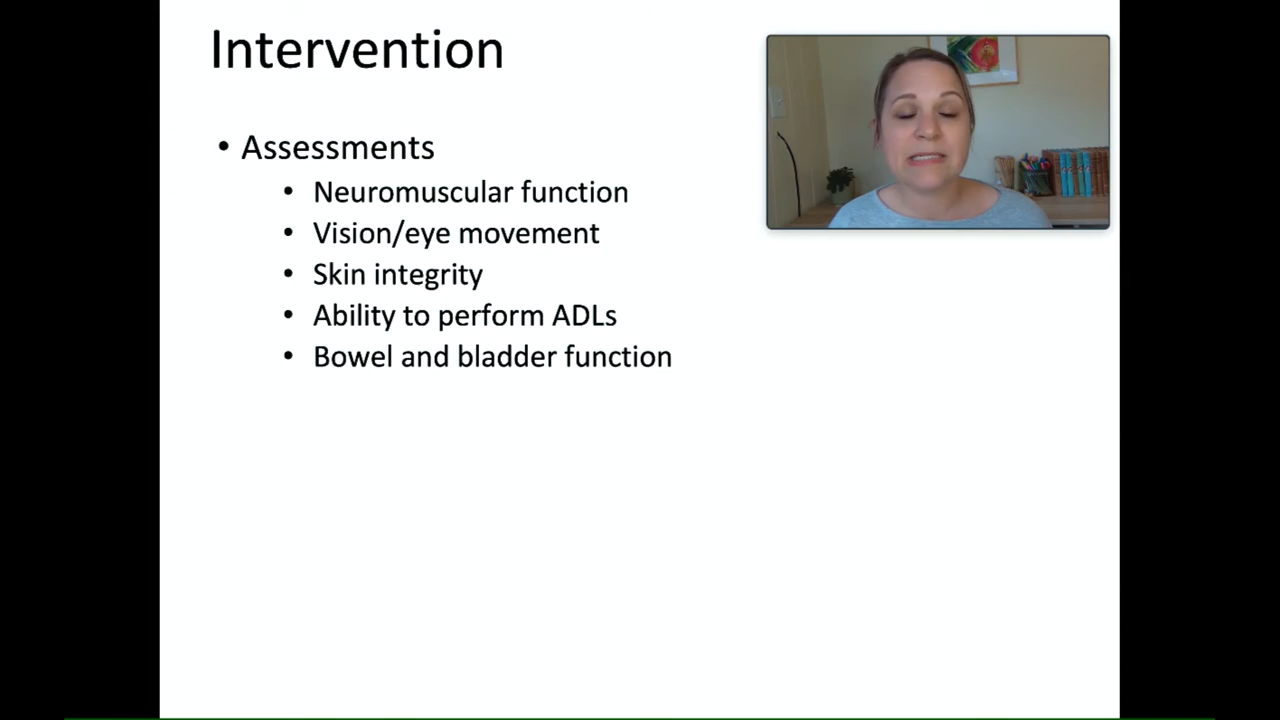 Intervention
• Assessments
• Neuromuscular function
• Vision/eye movement
• Skin integrity
• Ability to perform ADLs
• Bowel and bladder function